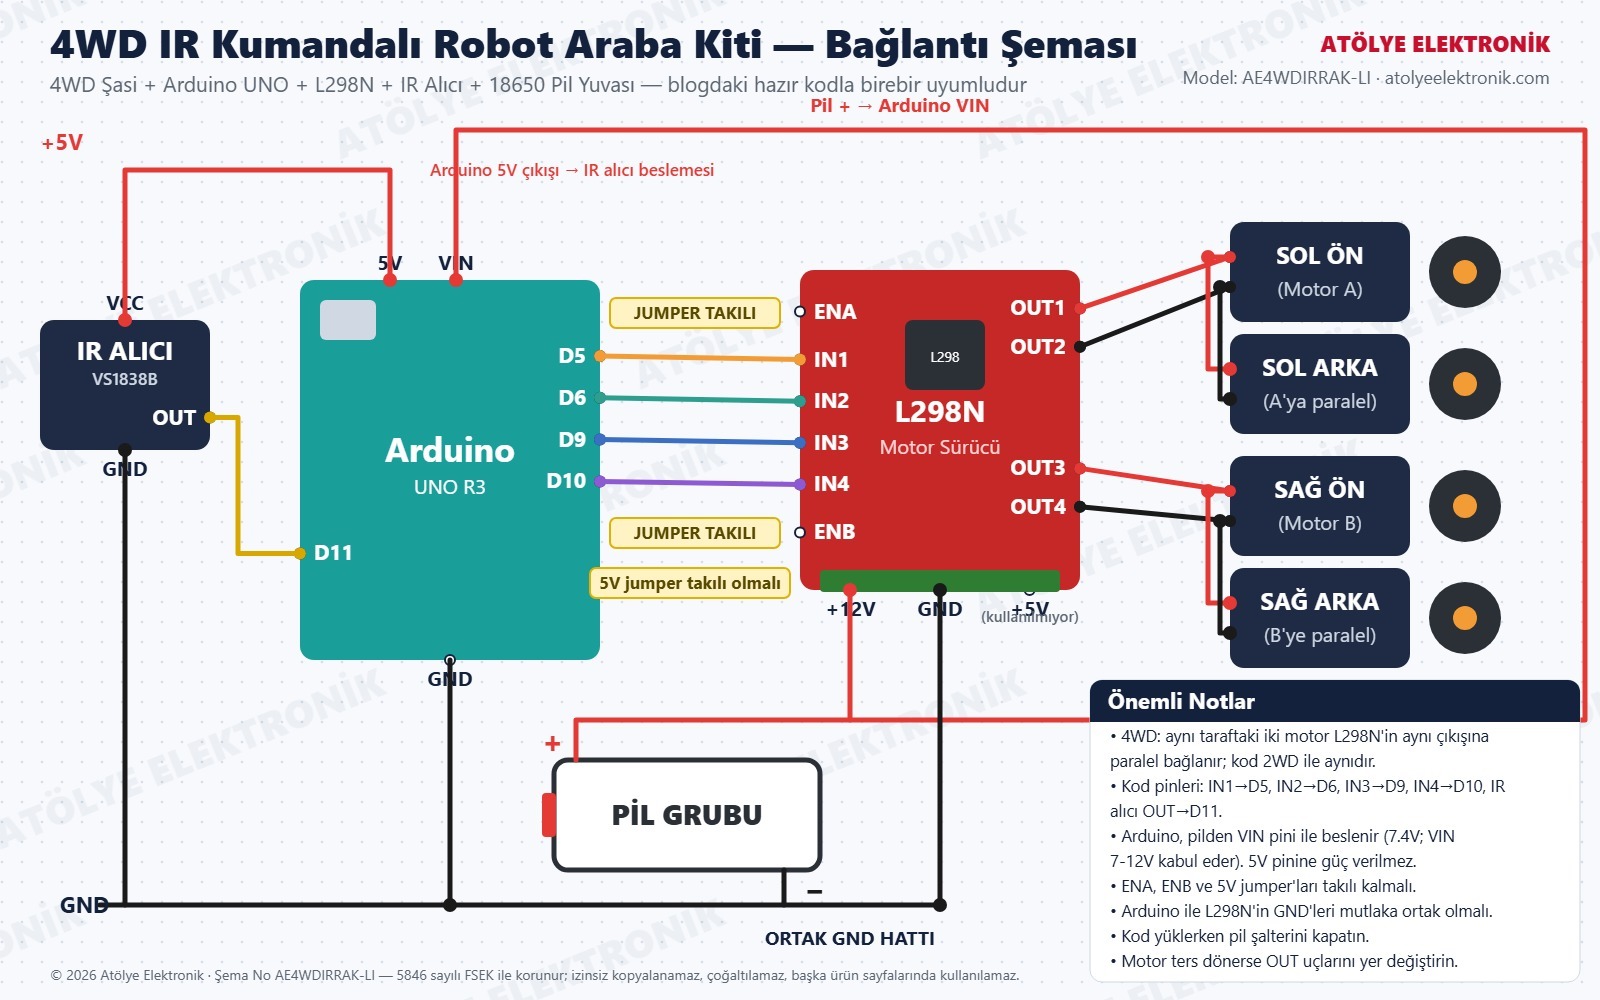 4WD IR Kumandalı Robot Araba Kiti — Bağlantı Şeması
ATÖLYE ELEKTRONİK
4WD Şasi + Arduino UNO + L298N + IR Alıcı + 18650 Pil Yuvası — blogdaki hazır kodla birebir uyumludur
Model: AE4WDIRRAK-LI · atolyeelektronik.com
Pil + → Arduino VIN
+5V
Arduino 5V çıkışı → IR alıcı beslemesi
5V
VIN
VCC
IR ALICI
VS1838B
OUT
GND
Arduino
UNO R3
D5
D6
D9
D10
D11
GND
JUMPER TAKILI
JUMPER TAKILI
5V jumper takılı olmalı
ENA
IN1
IN2
IN3
IN4
ENB
L298
L298N
Motor Sürücü
OUT1
OUT2
OUT3
OUT4
+12V
GND
+5V
(kullanılmıyor)
SOL ÖN
(Motor A)
SOL ARKA
(A'ya paralel)
SAĞ ÖN
(Motor B)
SAĞ ARKA
(B'ye paralel)
+
PİL GRUBU
−
GND
ORTAK GND HATTI
Önemli Notlar
• 4WD: aynı taraftaki iki motor L298N'in aynı çıkışına
paralel bağlanır; kod 2WD ile aynıdır.
• Kod pinleri: IN1→D5, IN2→D6, IN3→D9, IN4→D10, IR
alıcı OUT→D11.
• Arduino, pilden VIN pini ile beslenir (7.4V; VIN
7-12V kabul eder). 5V pinine güç verilmez.
• ENA, ENB ve 5V jumper'ları takılı kalmalı.
• Arduino ile L298N'in GND'leri mutlaka ortak olmalı.
• Kod yüklerken pil şalterini kapatın.
• Motor ters dönerse OUT uçlarını yer değiştirin.
© 2026 Atölye Elektronik · Şema No AE4WDIRRAK-LI — 5846 sayılı FSEK ile korunur; izinsiz kopyalanamaz, çoğaltılamaz, başka ürün sayfalarında kullanılamaz.